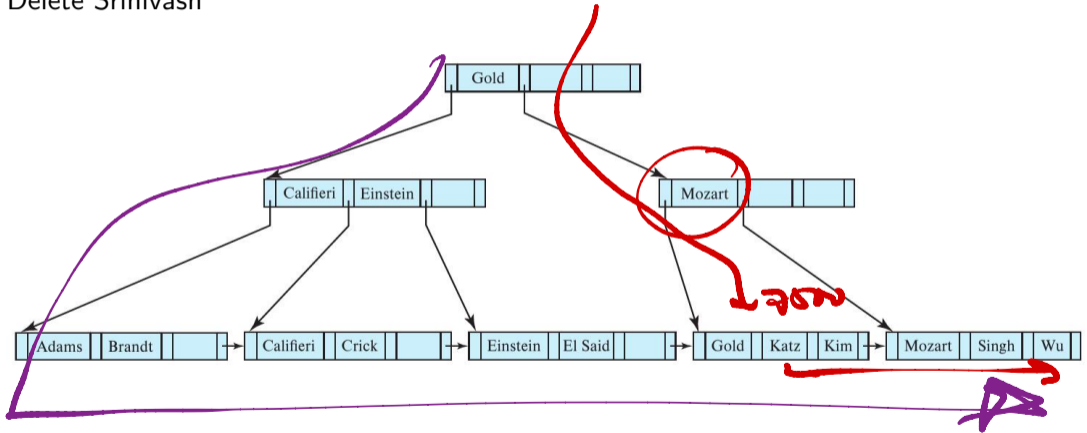 Delete Srinivasn
Gold
Califieri Einstein
Mozart
7500
Adams Brandt
Califieri Crick
Einstein El Said
Gold Katz Kim
Mozart Singh Wu